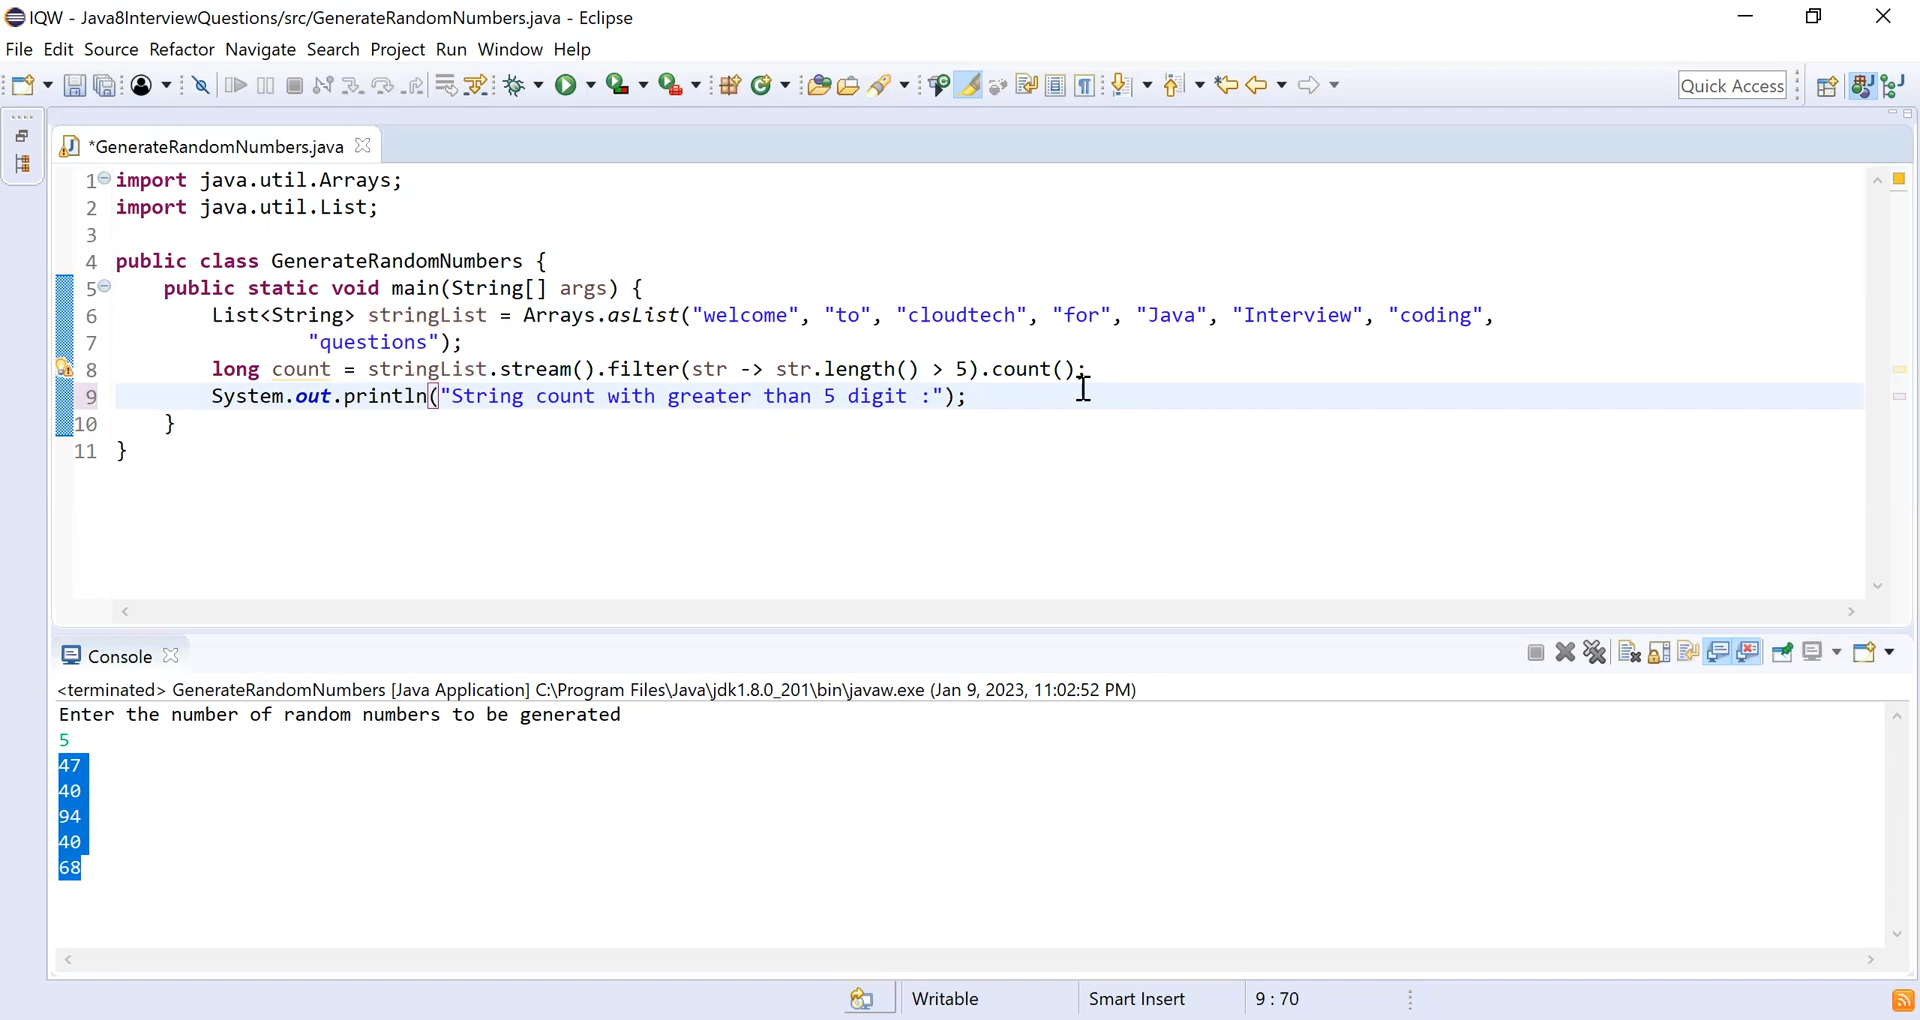 IQW - Java8InterviewQuestions/src/GenerateRandomNumbers.java - Eclipse
File Edit Source Refactor Navigate Search Project Run Window Help
Quick Access
*GenerateRandomNumbers.java
1 import java.util.Arrays;
2 import java.util.List;
3
4 public class GenerateRandomNumbers {
5 public static void main(String[] args) {
6 List<String> stringList = Arrays.asList("welcome", "to", "cloudtech", "for", "Java", "Interview", "coding",
7 "questions");
8 long count = stringList.stream().filter(str -> str.length() > 5).count();
9 System.out.println("String count with greater than 5 digit :");
10 }
11 }
Console
<terminated> GenerateRandomNumbers [Java Application] C:\Program Files\Java\jdk1.8.0_201\bin\javaw.exe (Jan 9, 2023, 11:02:52 PM)
Enter the number of random numbers to be generated
5
47
40
94
40
68
Writable Smart Insert 9 : 70